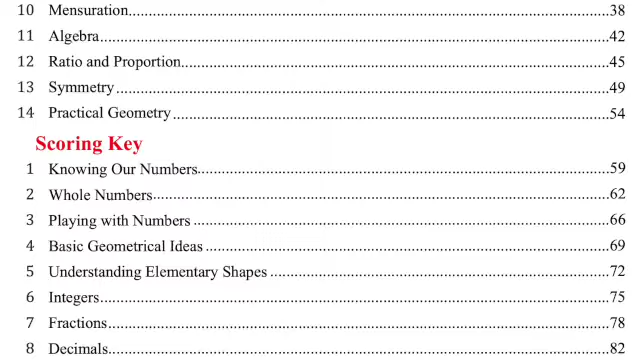 10 Mensuration....................................................................................................................38
11 Algebra..........................................................................................................................42
12 Ratio and Proportion......................................................................................................45
13 Symmetry......................................................................................................................49
14 Practical Geometry........................................................................................................54
Scoring Key
1 Knowing Our Numbers..................................................................................................59
2 Whole Numbers.............................................................................................................62
3 Playing with Numbers...................................................................................................66
4 Basic Geometrical Ideas................................................................................................69
5 Understanding Elementary Shapes................................................................................72
6 Integers..........................................................................................................................75
7 Fractions........................................................................................................................78
8 Decimals........................................................................................................................82